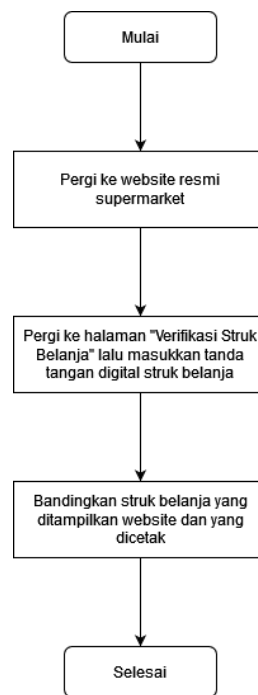 Mulai
Pergi ke website resmi
supermarket
Pergi ke halaman "Verifikasi Struk
Belanja" lalu masukkan tanda
tangan digital struk belanja
Bandingkan struk belanja yang
ditampilkan website dan yang
dicetak
Selesai